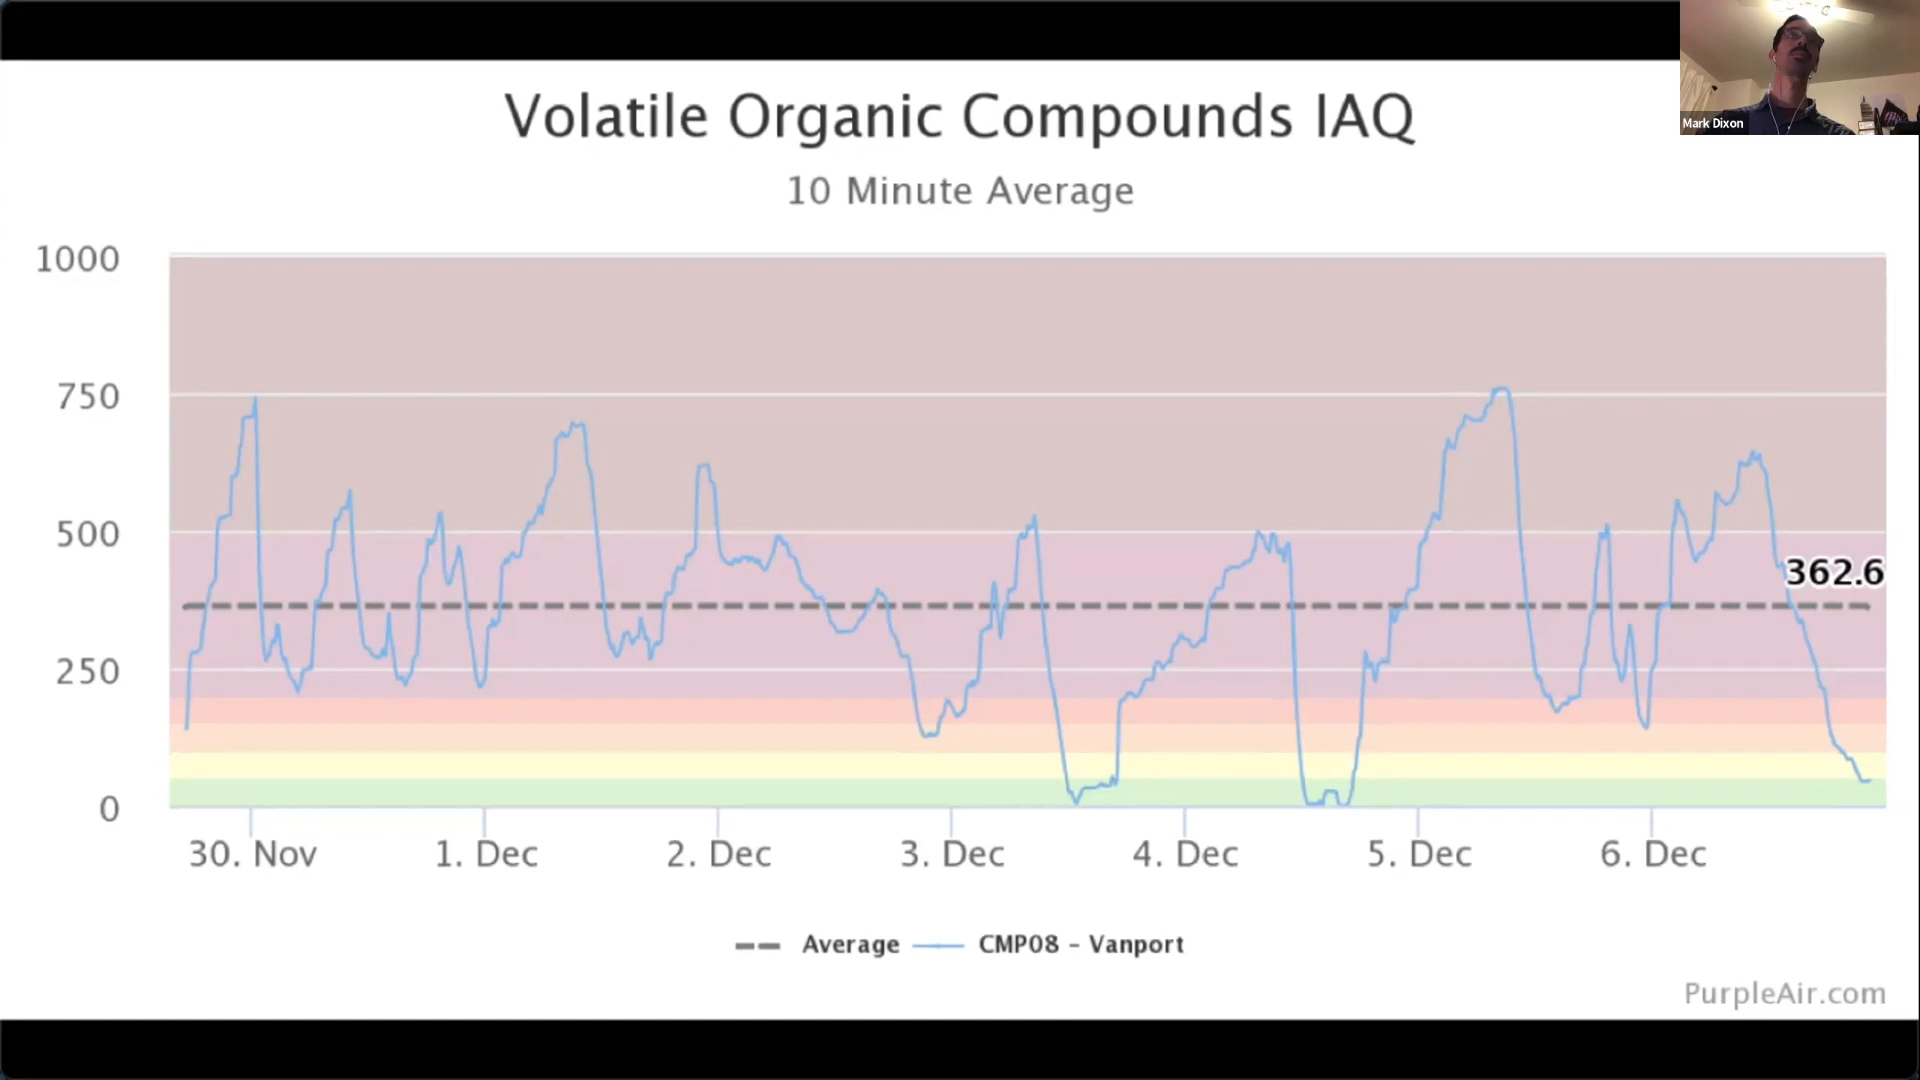 Mark Dixon
Volatile Organic Compounds IAQ
10 Minute Average
1000
750
500
250
0
362.6
30. Nov 1. Dec 2. Dec 3. Dec 4. Dec 5. Dec 6. Dec
Average CMP08 - Vanport
PurpleAir.com